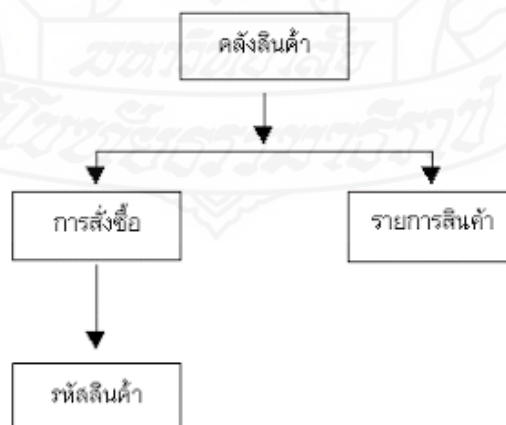 คลังสินค้า
การสั่งซื้อ
รายการสินค้า
รหัสสินค้า